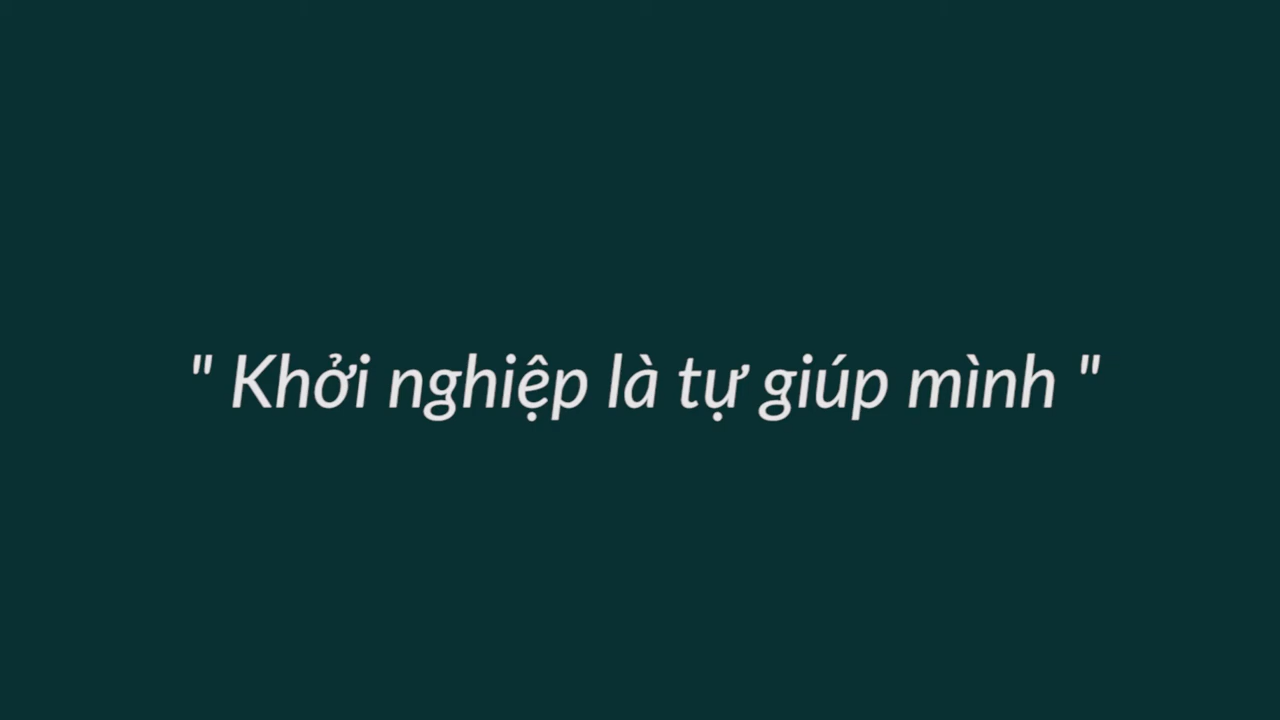 " Khởi nghiệp là tự giúp mình "